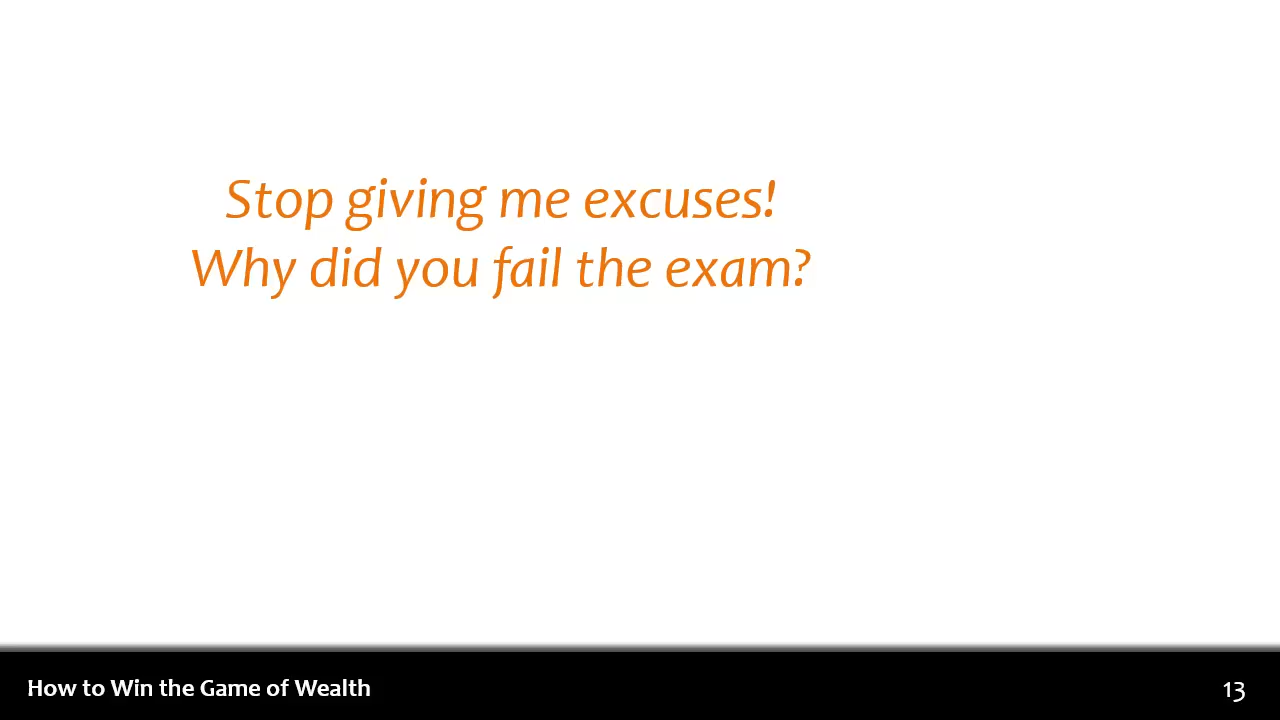 Stop giving me excuses!
Why did you fail the exam?
How to Win the Game of Wealth
13